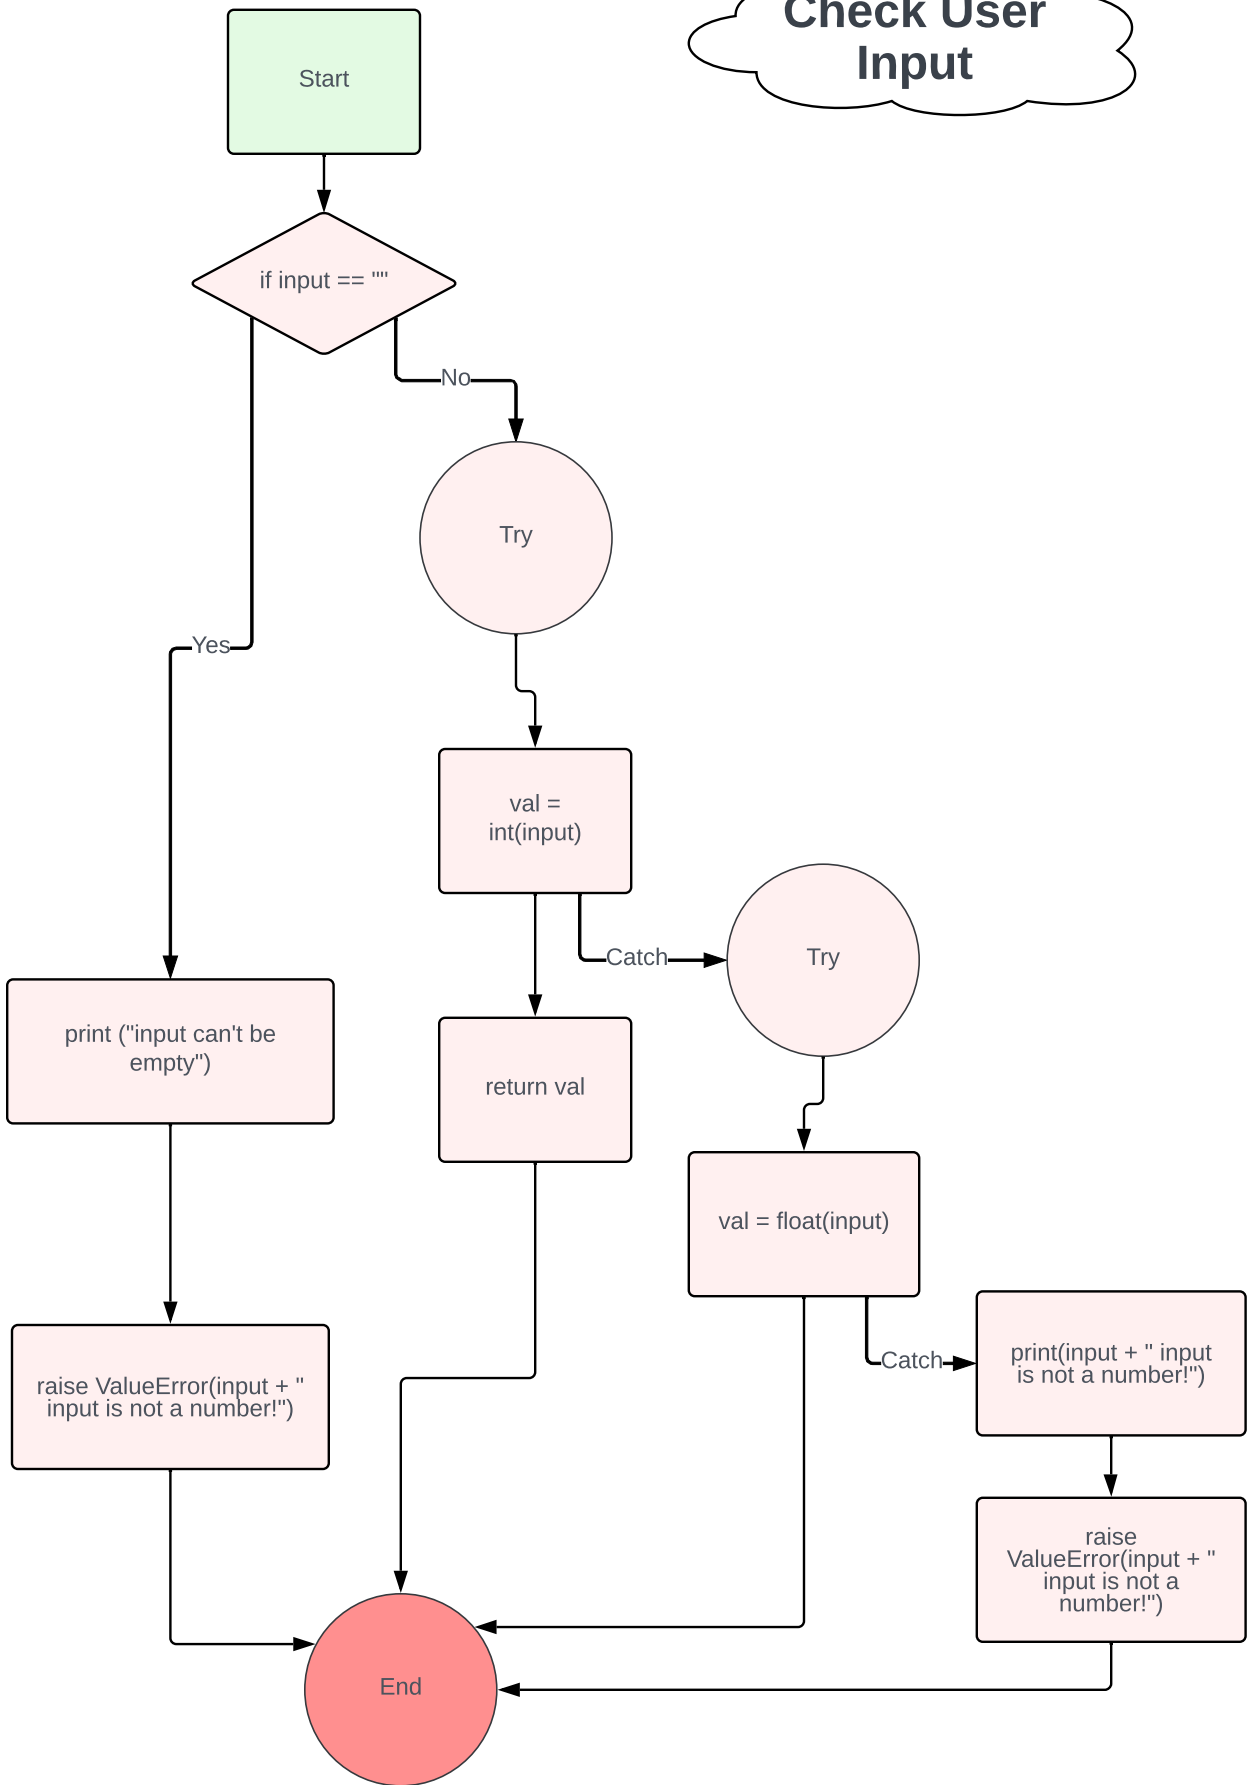 Check User
Input
Start
if input == ""
No
Try
Yes
val =
int(input)
Catch
Try
print ("input can't be
empty")
return val
val = float(input)
Catch
print(input + " input
is not a number!")
raise ValueError(input + "
input is not a number!")
raise
ValueError(input + "
input is not a
number!")
End